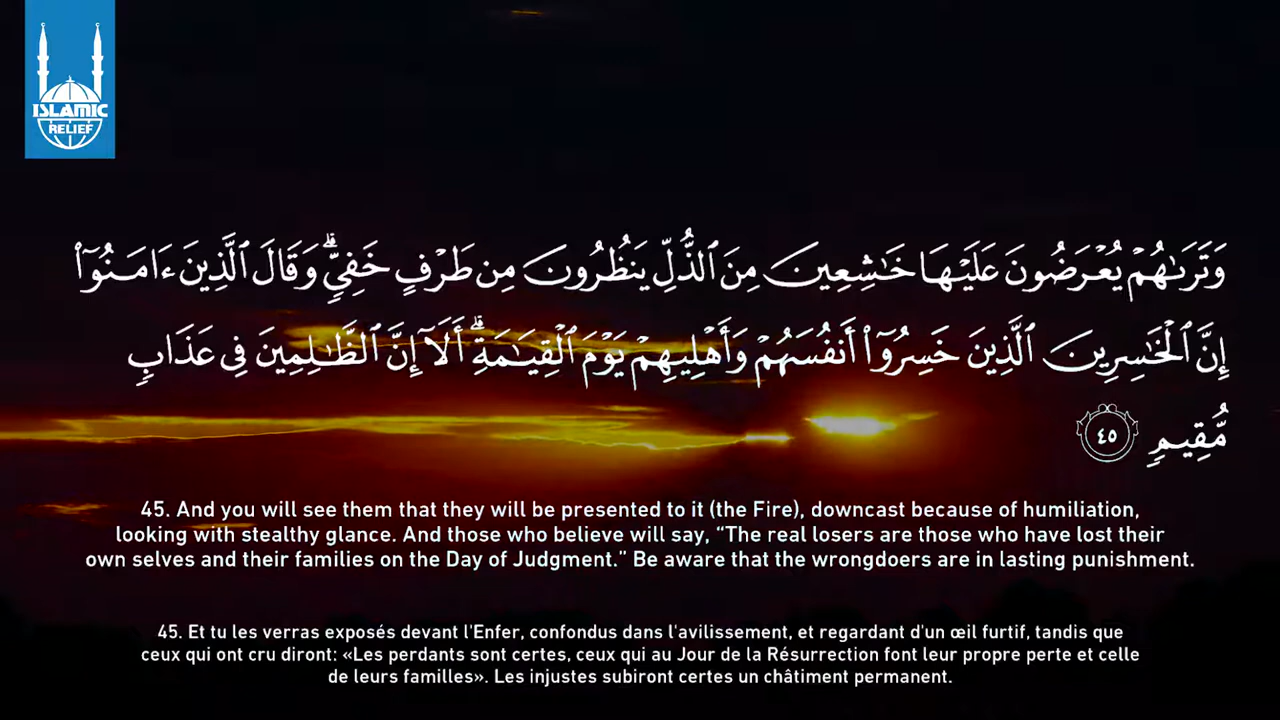 ISLAMIC
RELIEF
وَتَرَىٰهُمْ يُعْرَضُونَ عَلَيْهَا خَـٰشِعِينَ مِنَ ٱلذُّلِّ يَنظُرُونَ مِن طَرْفٍ خَفِىٍّ ۗ وَقَالَ ٱلَّذِينَ ءَامَنُوٓا۟
إِنَّ ٱلْخَـٰسِرِينَ ٱلَّذِينَ خَسِرُوٓا۟ أَنفُسَهُمْ وَأَهْلِيهِمْ يَوْمَ ٱلْقِيَـٰمَةِ ۗ أَلَآ إِنَّ ٱلظَّـٰلِمِينَ فِى عَذَابٍ
مُّقِيمٍ ٤٥
45. And you will see them that they will be presented to it (the Fire), downcast because of humiliation,
looking with stealthy glance. And those who believe will say, “The real losers are those who have lost their
own selves and their families on the Day of Judgment.” Be aware that the wrongdoers are in lasting punishment.
45. Et tu les verras exposés devant l'Enfer, confondus dans l'avilissement, et regardant d'un œil furtif, tandis que
ceux qui ont cru diront: «Les perdants sont certes, ceux qui au Jour de la Résurrection font leur propre perte et celle
de leurs familles». Les injustes subiront certes un châtiment permanent.